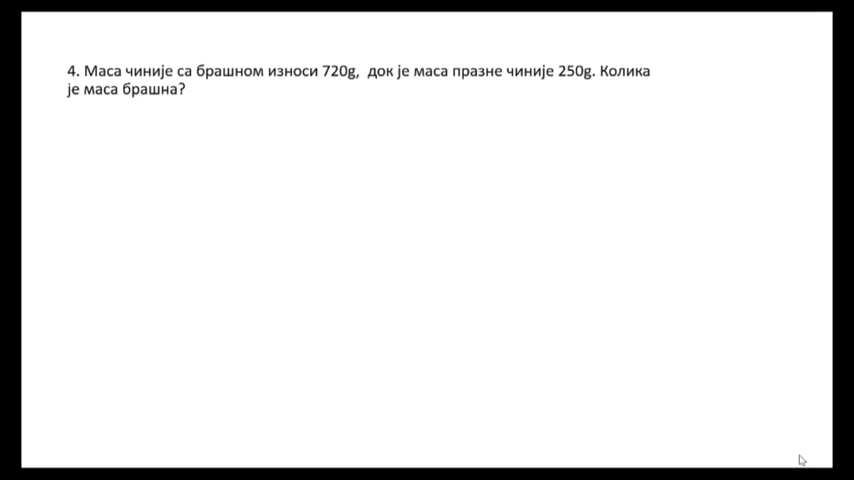 4. Маса чиније са брашном износи 720g, док је маса празне чиније 250g. Колика
је маса брашна?